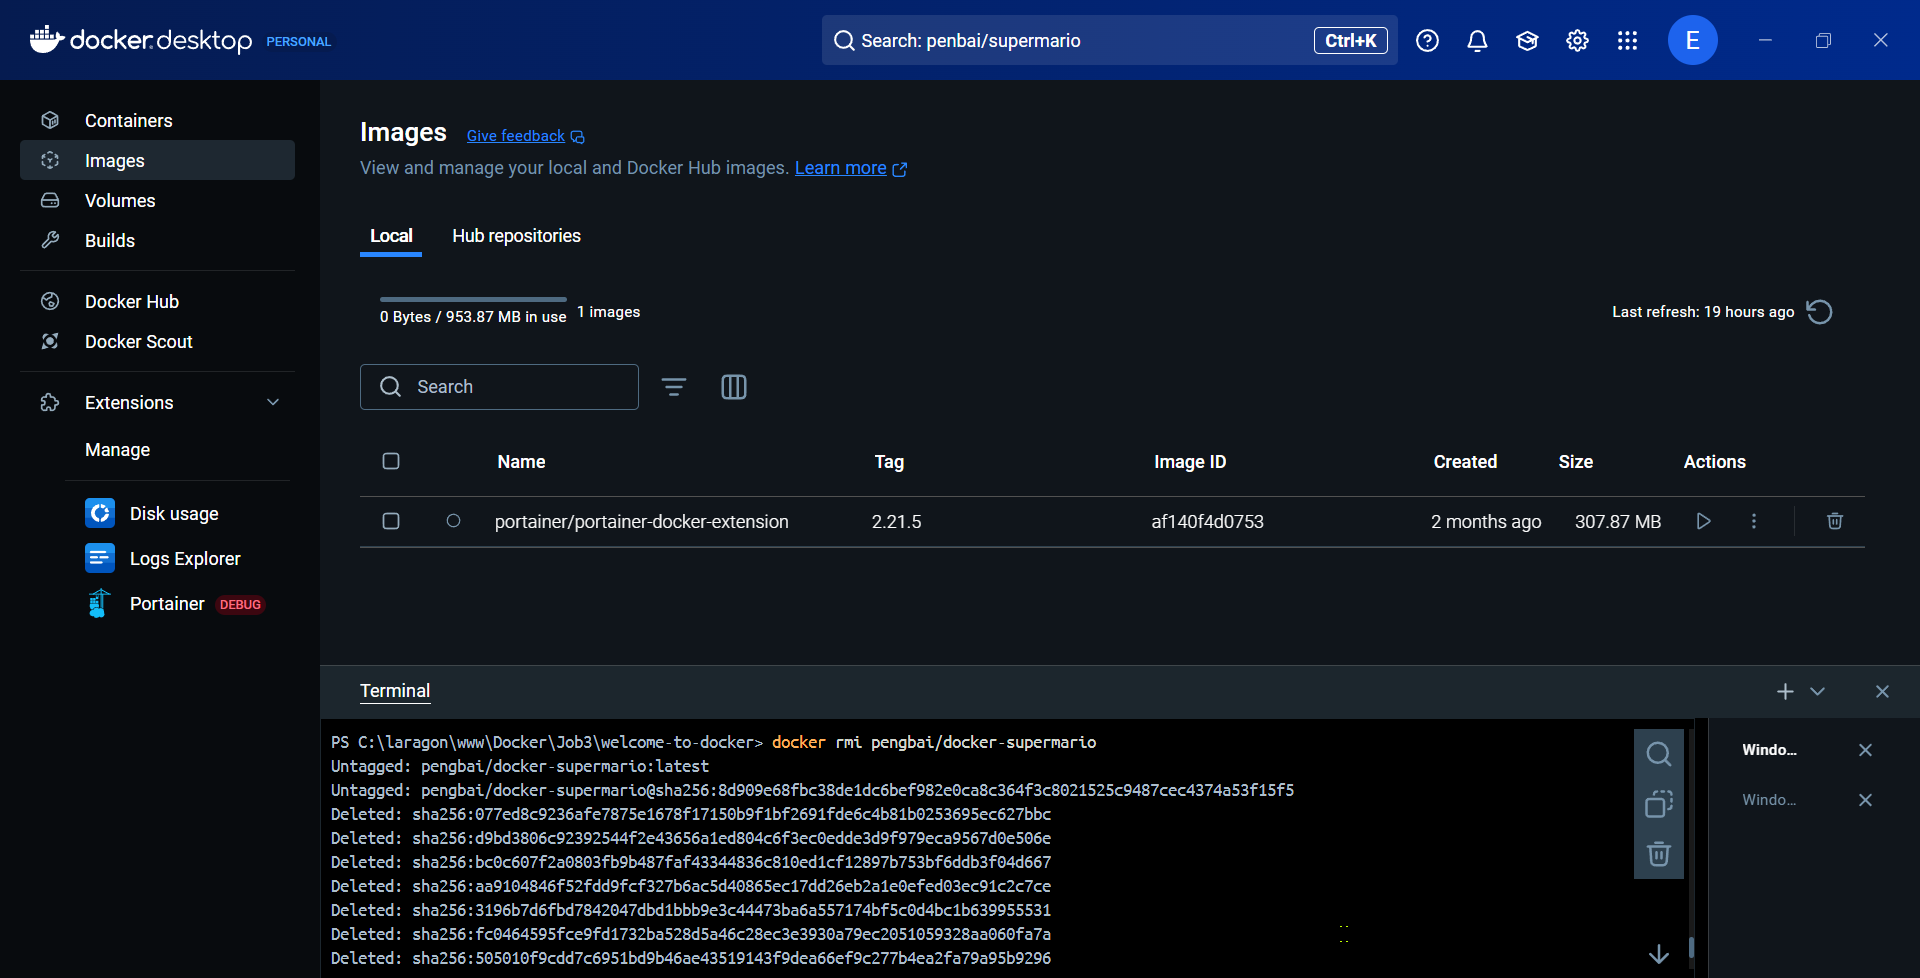 docker.desktop PERSONAL
Search: penbai/supermario Ctrl+K
E
Containers
Images
Volumes
Builds
Docker Hub
Docker Scout
Extensions
Manage
Disk usage
Logs Explorer
Portainer DEBUG
Images Give feedback
View and manage your local and Docker Hub images. Learn more
Local Hub repositories
0 Bytes / 953.87 MB in use 1 images
Last refresh: 19 hours ago
Search
Name Tag Image ID Created Size Actions
portainer/portainer-docker-extension 2.21.5 af140f4d0753 2 months ago 307.87 MB
Terminal
PS C:\laragon\www\Docker\Job3\welcome-to-docker> docker rmi pengbai/docker-supermario
Untagged: pengbai/docker-supermario:latest
Untagged: pengbai/docker-supermario@sha256:8d909e68fbc38de1dc6bef982e0ca8c364f3c8021525c9487cec4374a53f15f5
Deleted: sha256:077ed8c9236afe7875e1678f17150b9f1bf2691fde6c4b81b0253695ec627bbc
Deleted: sha256:d9bd3806c92392544f2e43656a1ed804c6f3ec0edde3d9f979eca9567d0e506e
Deleted: sha256:bc0c607f2a0803fb9b487faf43344836c810ed1cf12897b753bf6ddb3f04d667
Deleted: sha256:aa9104846f52fdd9fcf327b6ac5d40865ec17dd26eb2a1e0efed03ec91c2c7ce
Deleted: sha256:3196b7d6fbd7842047dbd1bbb9e3c44473ba6a557174bf5c0d4bc1b639955531
Deleted: sha256:fc0464595fce9fd1732ba528d5a46c28ec3e3930a79ec2051059328aa060fa7a
Deleted: sha256:505010f9cdd7c6951bd9b46ae43519143f9dea66ef9c277b4ea2fa79a95b9296
Windo...
Windo...